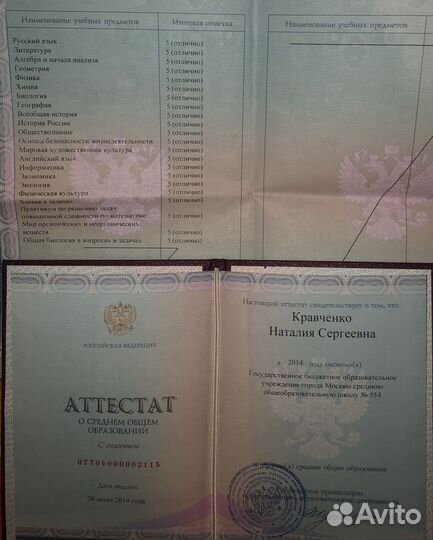 Наименование учебных предметов Итоговая отметка Наименование учебных предметов
Русский язык 5 (отлично)
Литература 5 (отлично)
Алгебра и начала анализа 5 (отлично)
Геометрия 5 (отлично)
Физика 5 (отлично)
Химия 5 (отлично)
Биология 5 (отлично)
География 5 (отлично)
Всеобщая история 5 (отлично)
История России 5 (отлично)
Обществознание 5 (отлично)
Основы безопасности жизнедеятельности 5 (отлично)
Мировая художественная культура 5 (отлично)
Английский язык 5 (отлично)
Информатика 5 (отлично)
Экономика 5 (отлично)
Экология 5 (отлично)
Физическая культура 5 (отлично)
Химия в задачах 5 (отлично)
Практикум по решению задач
повышенной сложности по математике 5 (отлично)
Мир органических и неорганических
веществ 5 (отлично)
Общая биология в вопросах и задачах 5 (отлично)
РОССИЙСКАЯ ФЕДЕРАЦИЯ
АТТЕСТАТ
О СРЕДНЕМ ОБЩЕМ
ОБРАЗОВАНИИ
С отличием
07704000002115
Дата выдачи
20 июня 2014 года
Настоящий аттестат свидетельствует о том, что
Кравченко
Наталия Сергеевна
в 2014 году окончил(а)
Государственное бюджетное образовательное
учреждение города Москвы среднюю
общеобразовательную школу № 554
среднее общее образование
организации,
образовательную деятельность
Avito